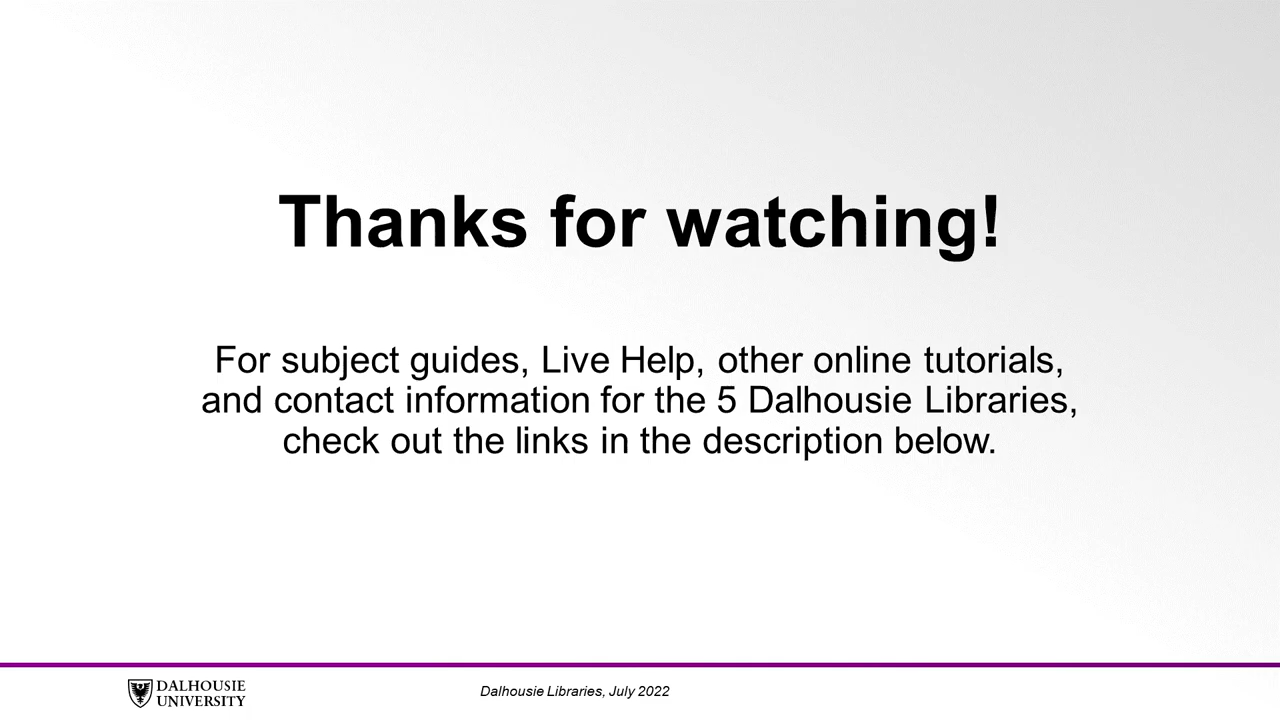 Thanks for watching!
For subject guides, Live Help, other online tutorials,
and contact information for the 5 Dalhousie Libraries,
check out the links in the description below.
DALHOUSIE
UNIVERSITY
Dalhousie Libraries, July 2022